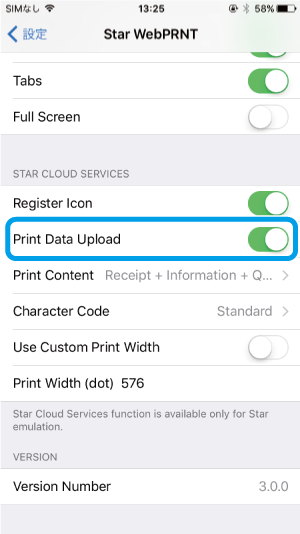 SIMなし 13:25 58%
設定 Star WebPRNT
Tabs
Full Screen
STAR CLOUD SERVICES
Register Icon
Print Data Upload
Print Content Receipt + Information + Q...
Character Code Standard
Use Custom Print Width
Print Width (dot) 576
Star Cloud Services function is available only for Star
emulation.
VERSION
Version Number 3.0.0